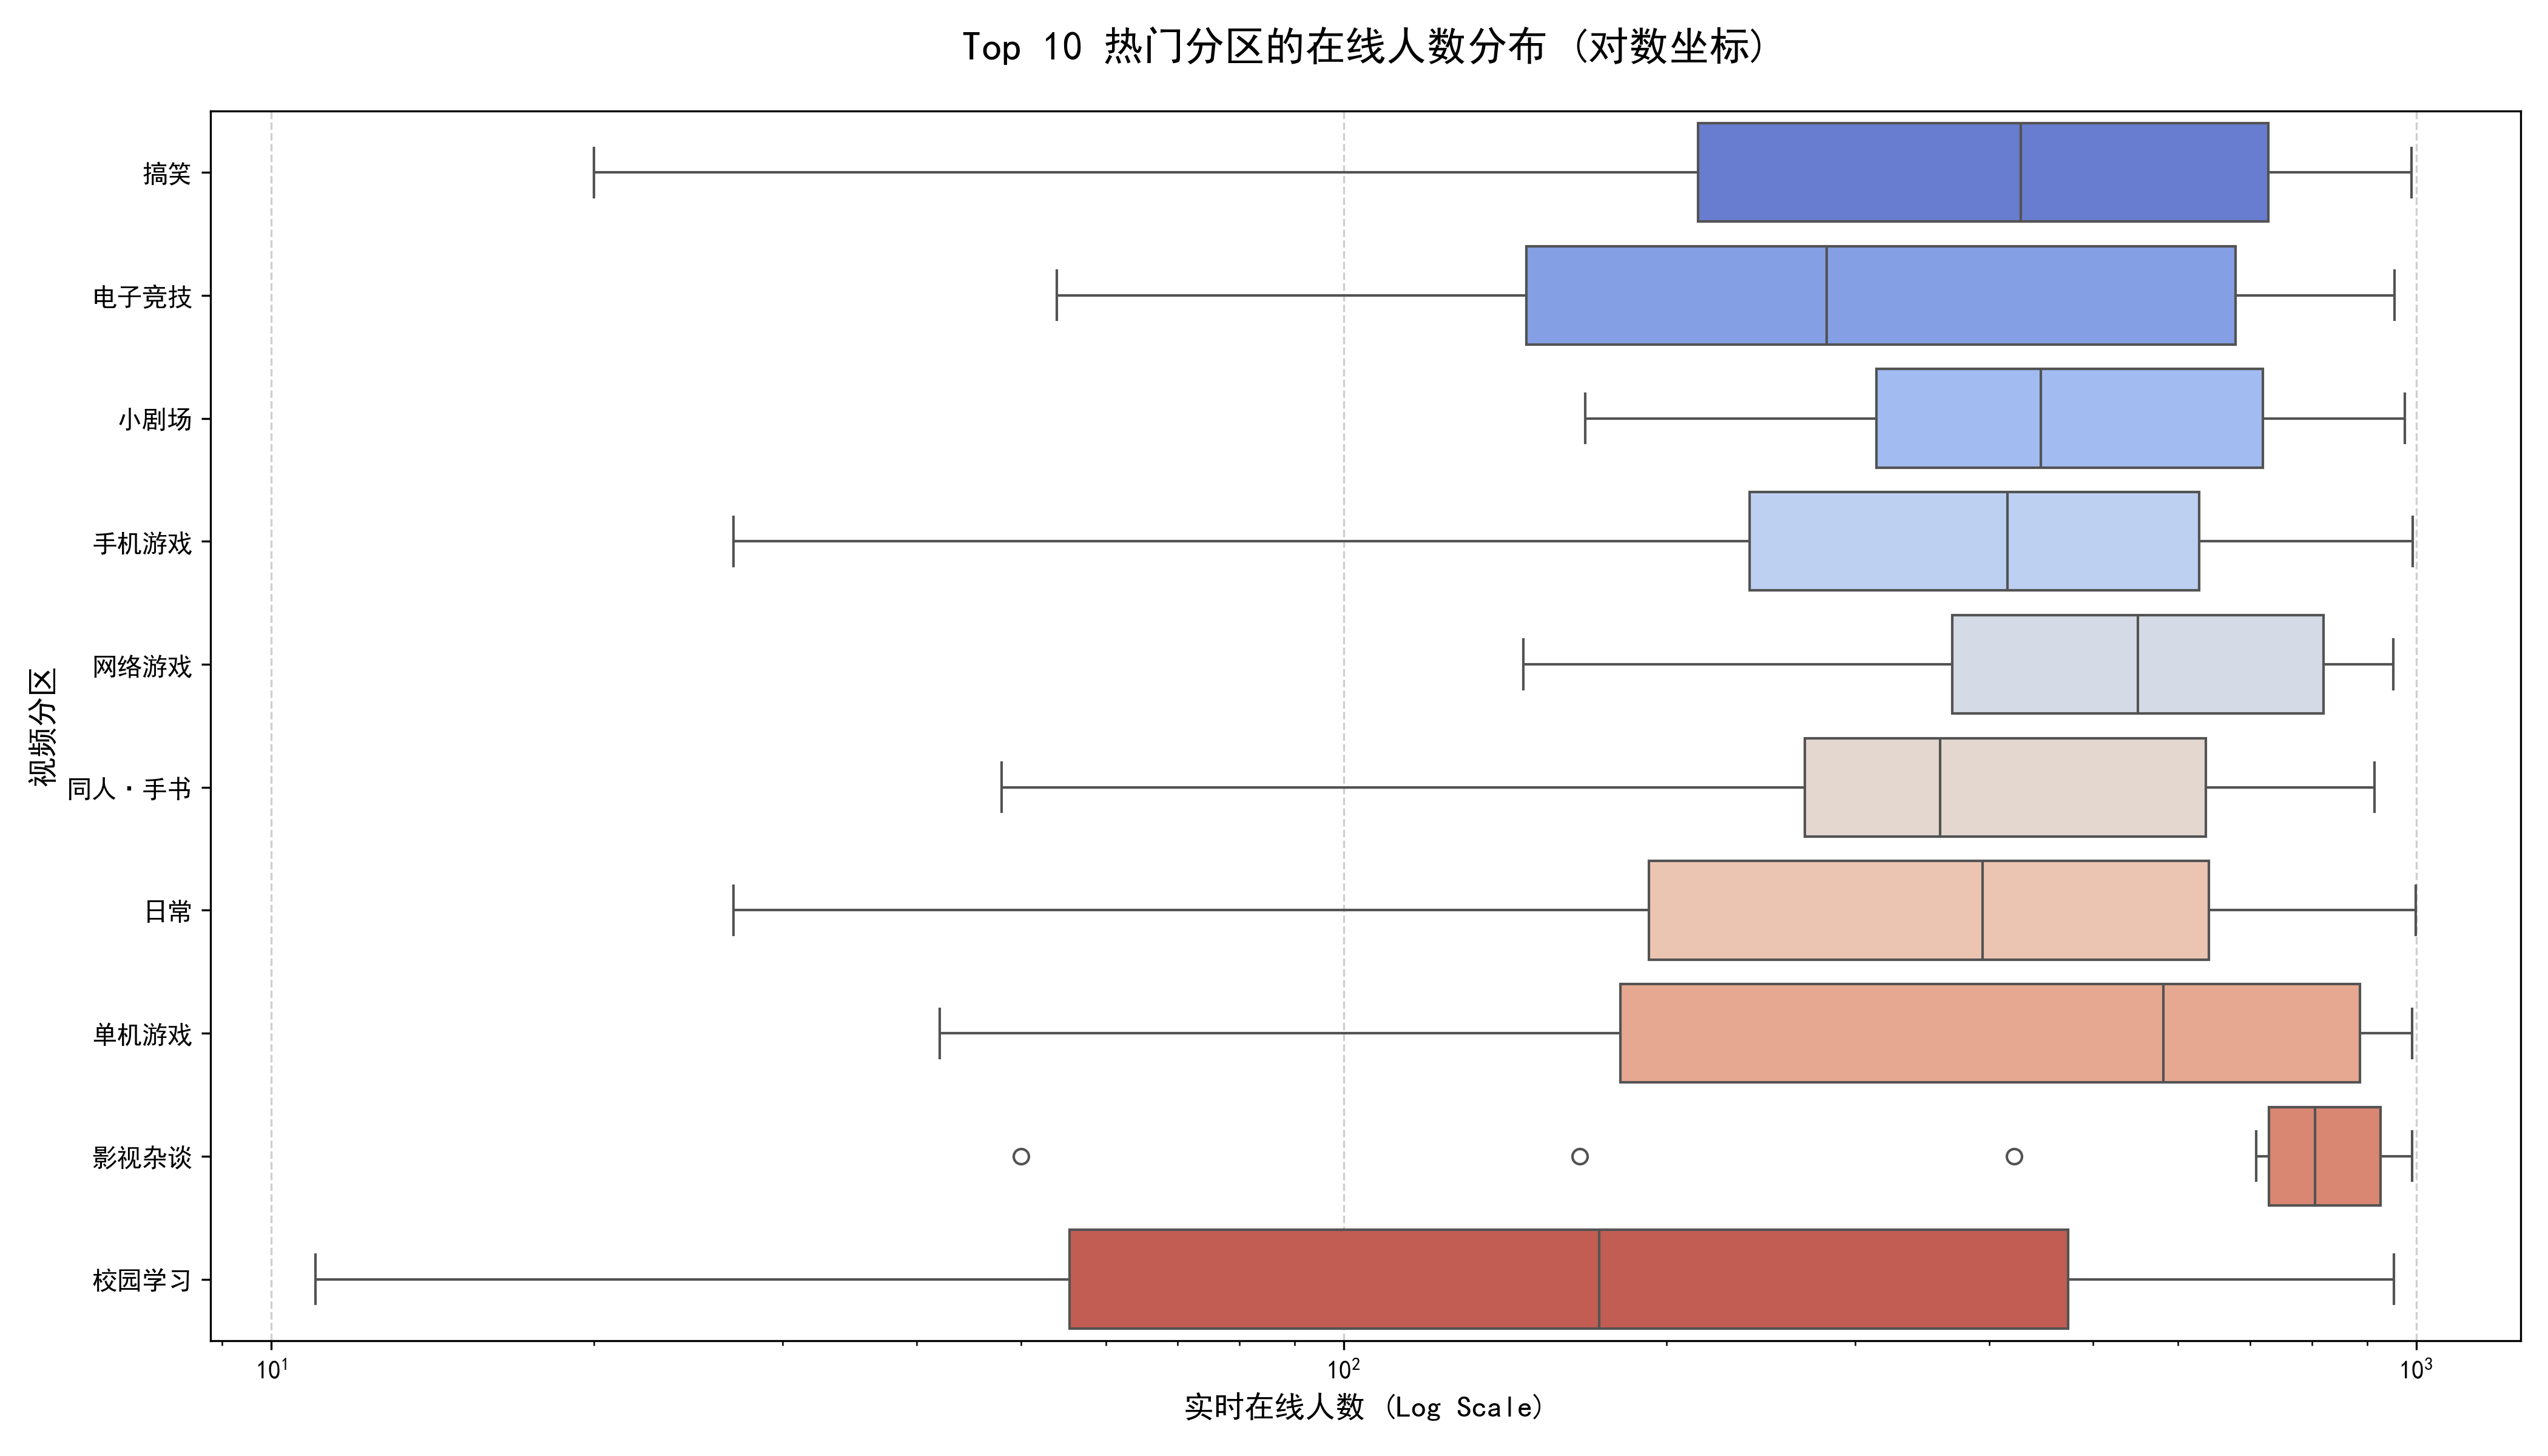 Top 10 热门分区的在线人数分布 (对数坐标)
视频分区
搞笑
电子竞技
小剧场
手机游戏
网络游戏
同人·手书
日常
单机游戏
影视杂谈
校园学习
10¹ 10² 10³
实时在线人数 (Log Scale)